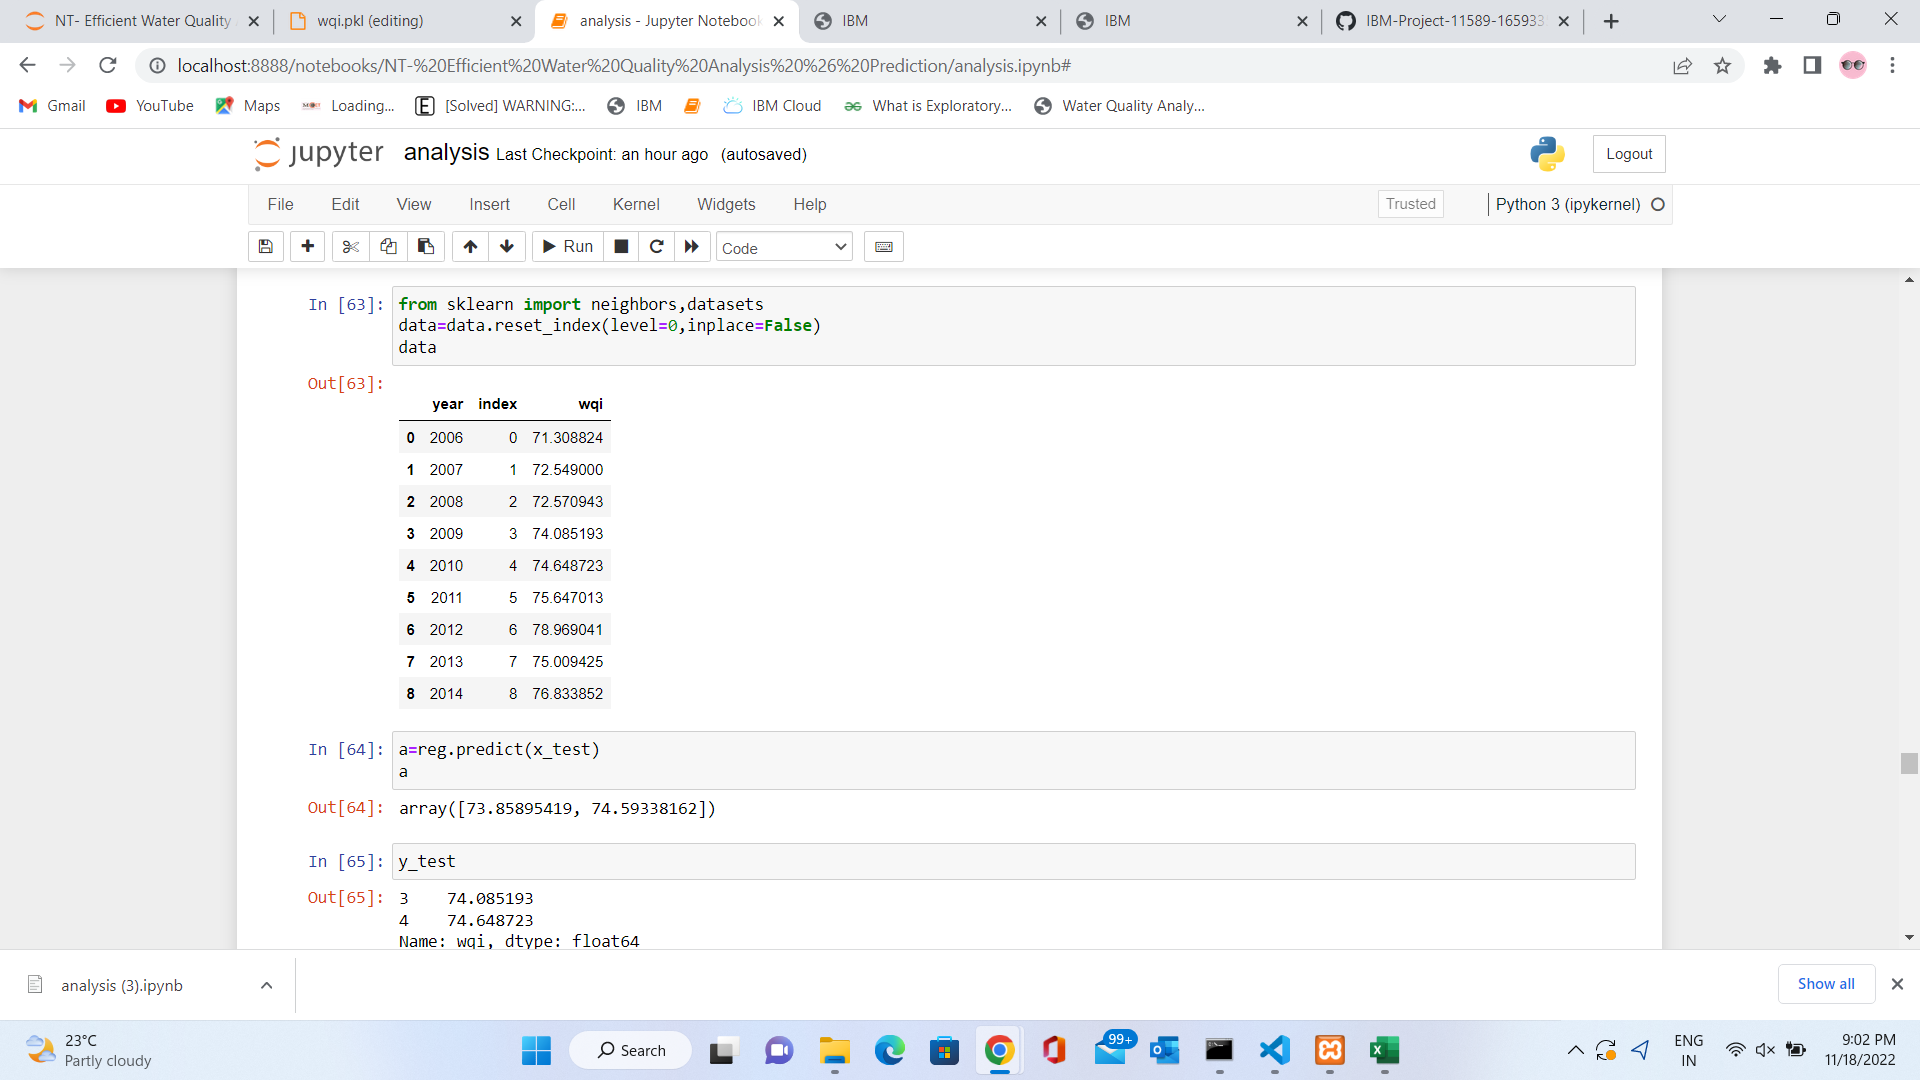 NT- Efficient Water Quality
wqi.pkl (editing)
analysis - Jupyter Notebook
IBM
IBM
IBM-Project-11589-165933
localhost:8888/notebooks/NT-%20Efficient%20Water%20Quality%20Analysis%20%26%20Prediction/analysis.ipynb#
Gmail
YouTube
Maps
Loading...
[Solved] WARNING:...
IBM
IBM Cloud
What is Exploratory...
Water Quality Analy...
jupyter analysis Last Checkpoint: an hour ago (autosaved)
Logout
File Edit View Insert Cell Kernel Widgets Help
Trusted
Python 3 (ipykernel)
Run
Code
In [63]: from sklearn import neighbors,datasets
data=data.reset_index(level=0,inplace=False)
data
Out[63]:
year index wqi
0 2006 0 71.308824
1 2007 1 72.549000
2 2008 2 72.570943
3 2009 3 74.085193
4 2010 4 74.648723
5 2011 5 75.647013
6 2012 6 78.969041
7 2013 7 75.009425
8 2014 8 76.833852
In [64]: a=reg.predict(x_test)
a
Out[64]: array([73.85895419, 74.59338162])
In [65]: y_test
Out[65]: 3 74.085193
4 74.648723
Name: wqi, dtype: float64
analysis (3).ipynb
Show all
23°C
Partly cloudy
Search
99+
ENG
IN
9:02 PM
11/18/2022